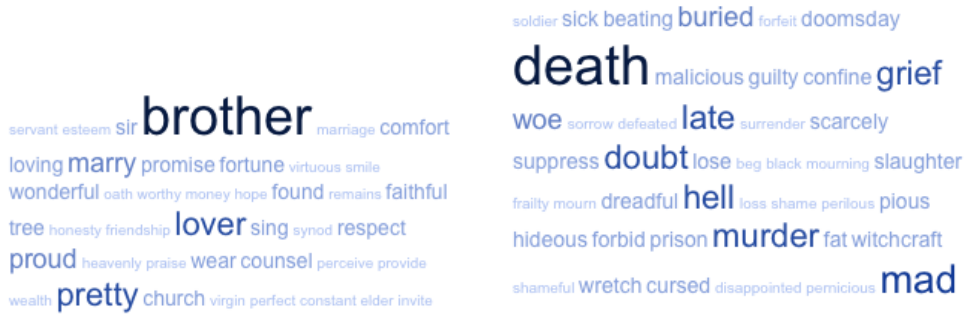 servant esteem sir brother marriage comfort
loving marry promise fortune virtuous smile
wonderful oath worthy money hope found remains faithful
tree honesty friendship lover sing synod respect
proud heavenly praise wear counsel perceive provide
wealth pretty church virgin perfect constant elder invite
soldier sick beating buried forfeit doomsday
death malicious guilty confine grief
woe sorrow defeated late surrender scarcely
suppress doubt lose beg black mourning slaughter
frailty mourn dreadful hell loss shame perilous pious
hideous forbid prison murder fat witchcraft
shameful wretch cursed disappointed pernicious mad